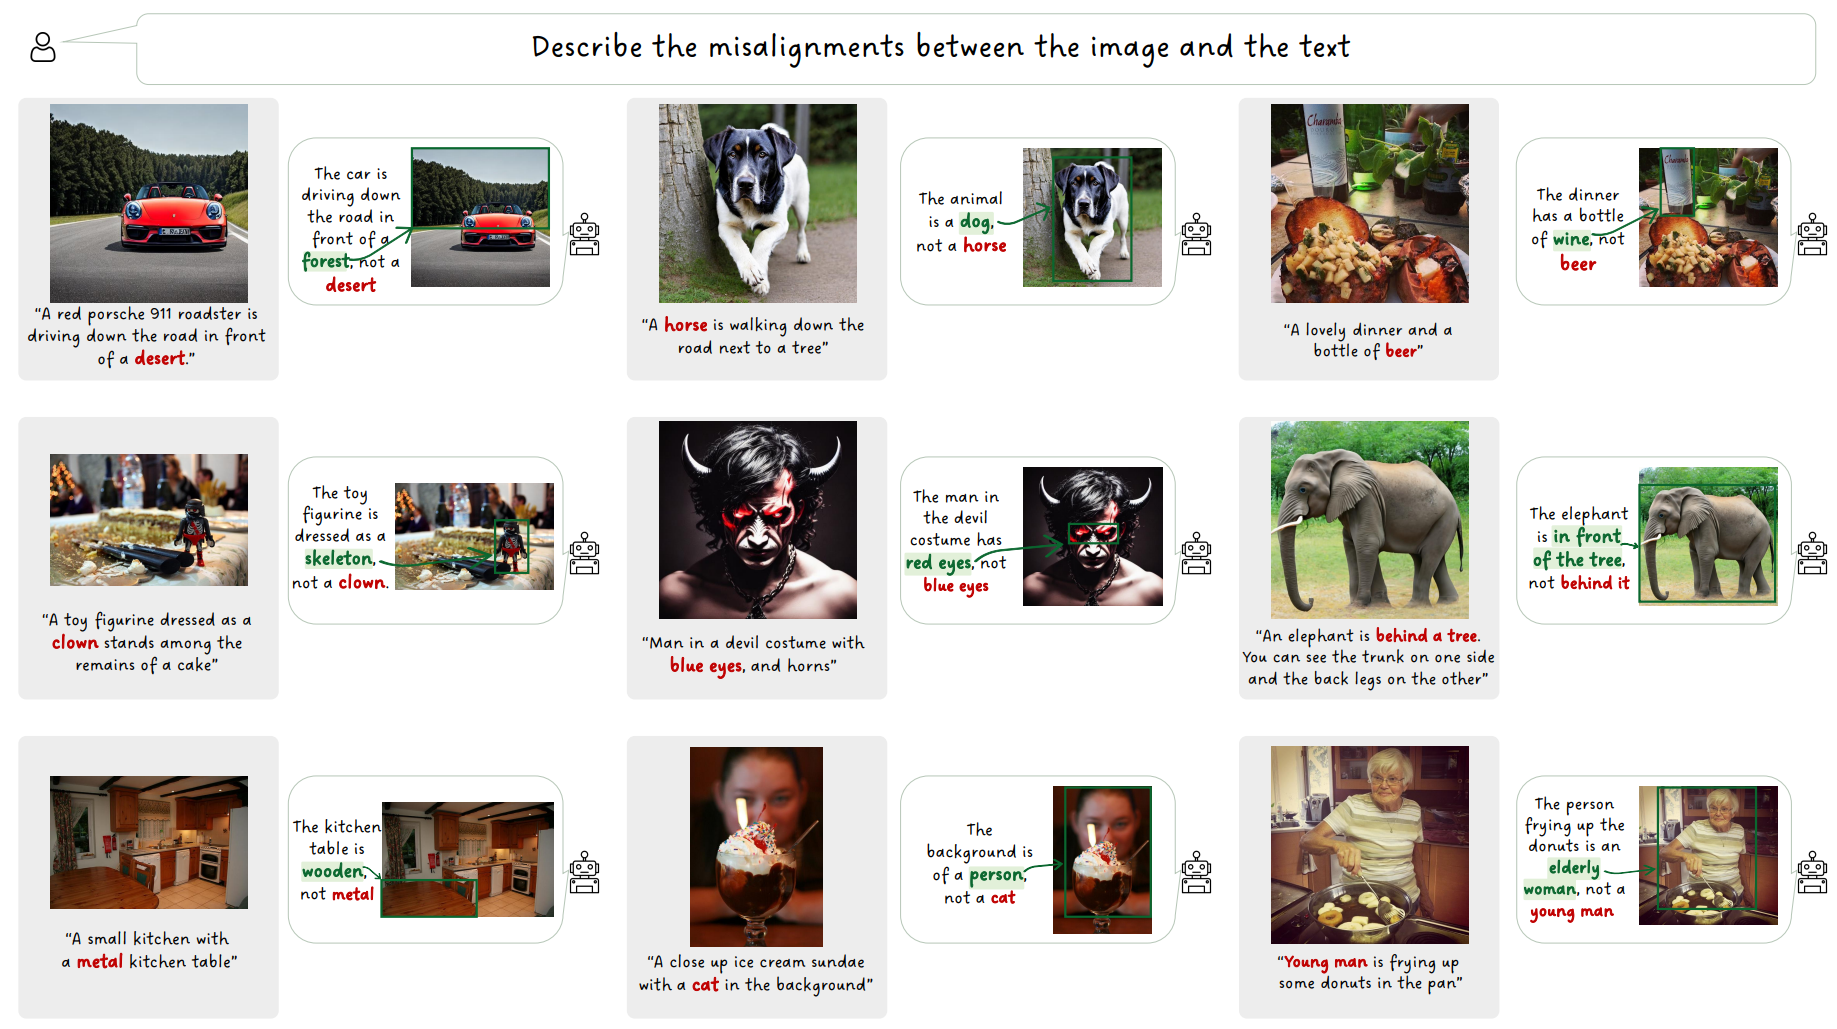 Describe the misalignments between the image and the text
"A red porsche 911 roadster is
driving down the road in front
of a desert."
The car is
driving down
the road in
front of a
forest, not a
desert
"A horse is walking down the
road next to a tree"
The animal
is a dog,
not a horse
Charamba
"A lovely dinner and a
bottle of beer"
The dinner
has a bottle
of wine, not
beer
"A toy figurine dressed as a
clown stands among the
remains of a cake"
The toy
figurine is
dressed as a
skeleton,
not a clown.
"Man in a devil costume with
blue eyes, and horns"
The man in
the devil
costume has
red eyes, not
blue eyes
"An elephant is behind a tree.
You can see the trunk on one side
and the back legs on the other"
The elephant
is in front
of the tree,
not behind it
"A small kitchen with
a metal kitchen table"
The kitchen
table is
wooden,
not metal
"A close up ice cream sundae
with a cat in the background"
The
background is
of a person,
not a cat
"Young man is frying up
some donuts in the pan"
The person
frying up the
donuts is an
elderly
woman, not a
young man